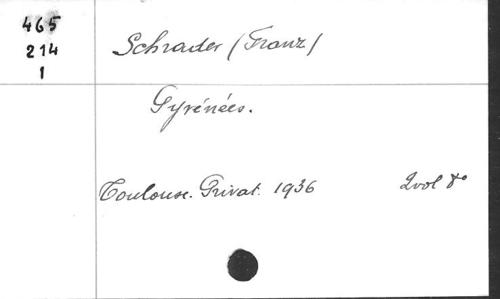 465
214
1
Schrader (Franz)
Pyrénées.
Toulouse. Privat. 1936 2 vol 8°